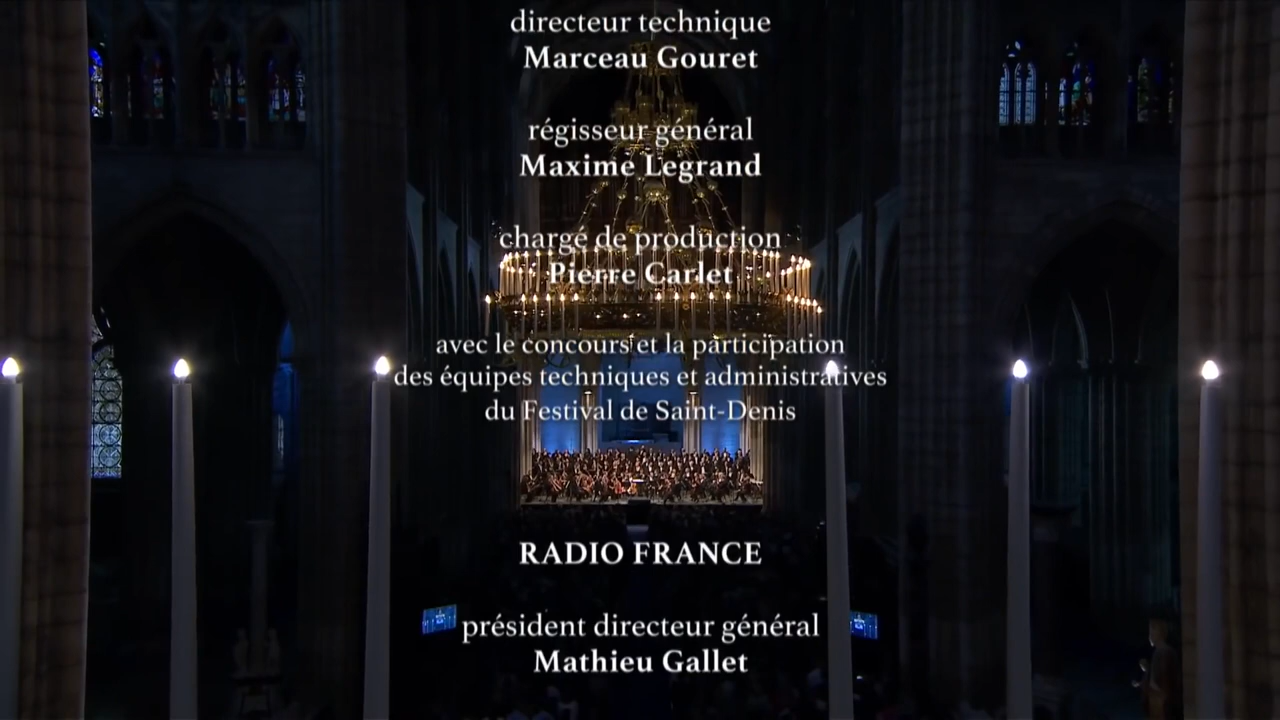 directeur technique
Marceau Gouret
régisseur général
Maxime Legrand
chargé de production
Pierre Carlet
avec le concours et la participation
des équipes techniques et administratives
du Festival de Saint-Denis
RADIO FRANCE
président directeur général
Mathieu Gallet